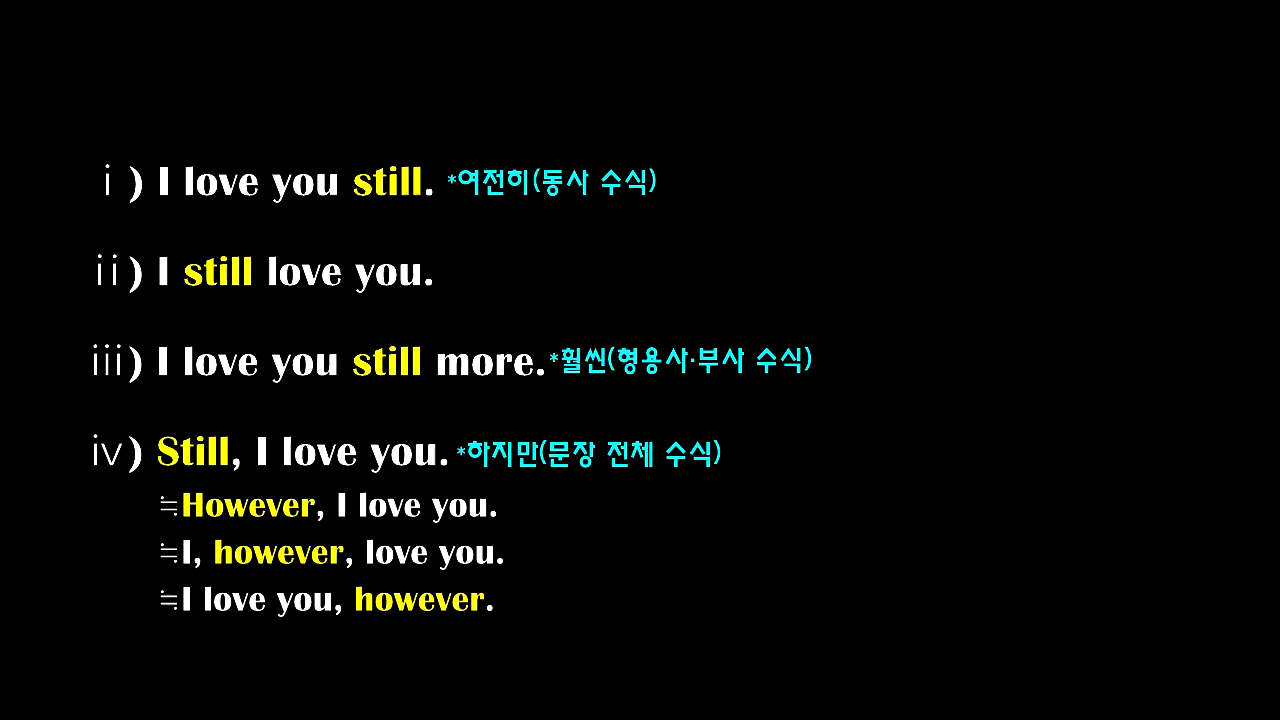 ⅰ) I love you still. *여전히(동사 수식)
ⅱ) I still love you.
ⅲ) I love you still more.*훨씬(형용사·부사 수식)
ⅳ) Still, I love you. *하지만(문장 전체 수식)
≒However, I love you.
≒I, however, love you.
≒I love you, however.